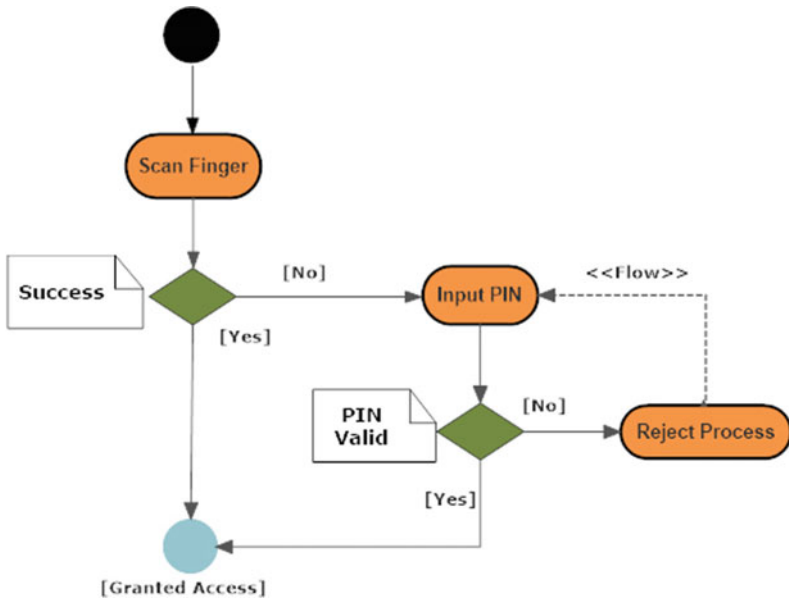 Scan Finger
Success
[No]
Input PIN
<<Flow>>
[Yes]
PIN
Valid
[No]
Reject Process
[Yes]
[Granted Access]